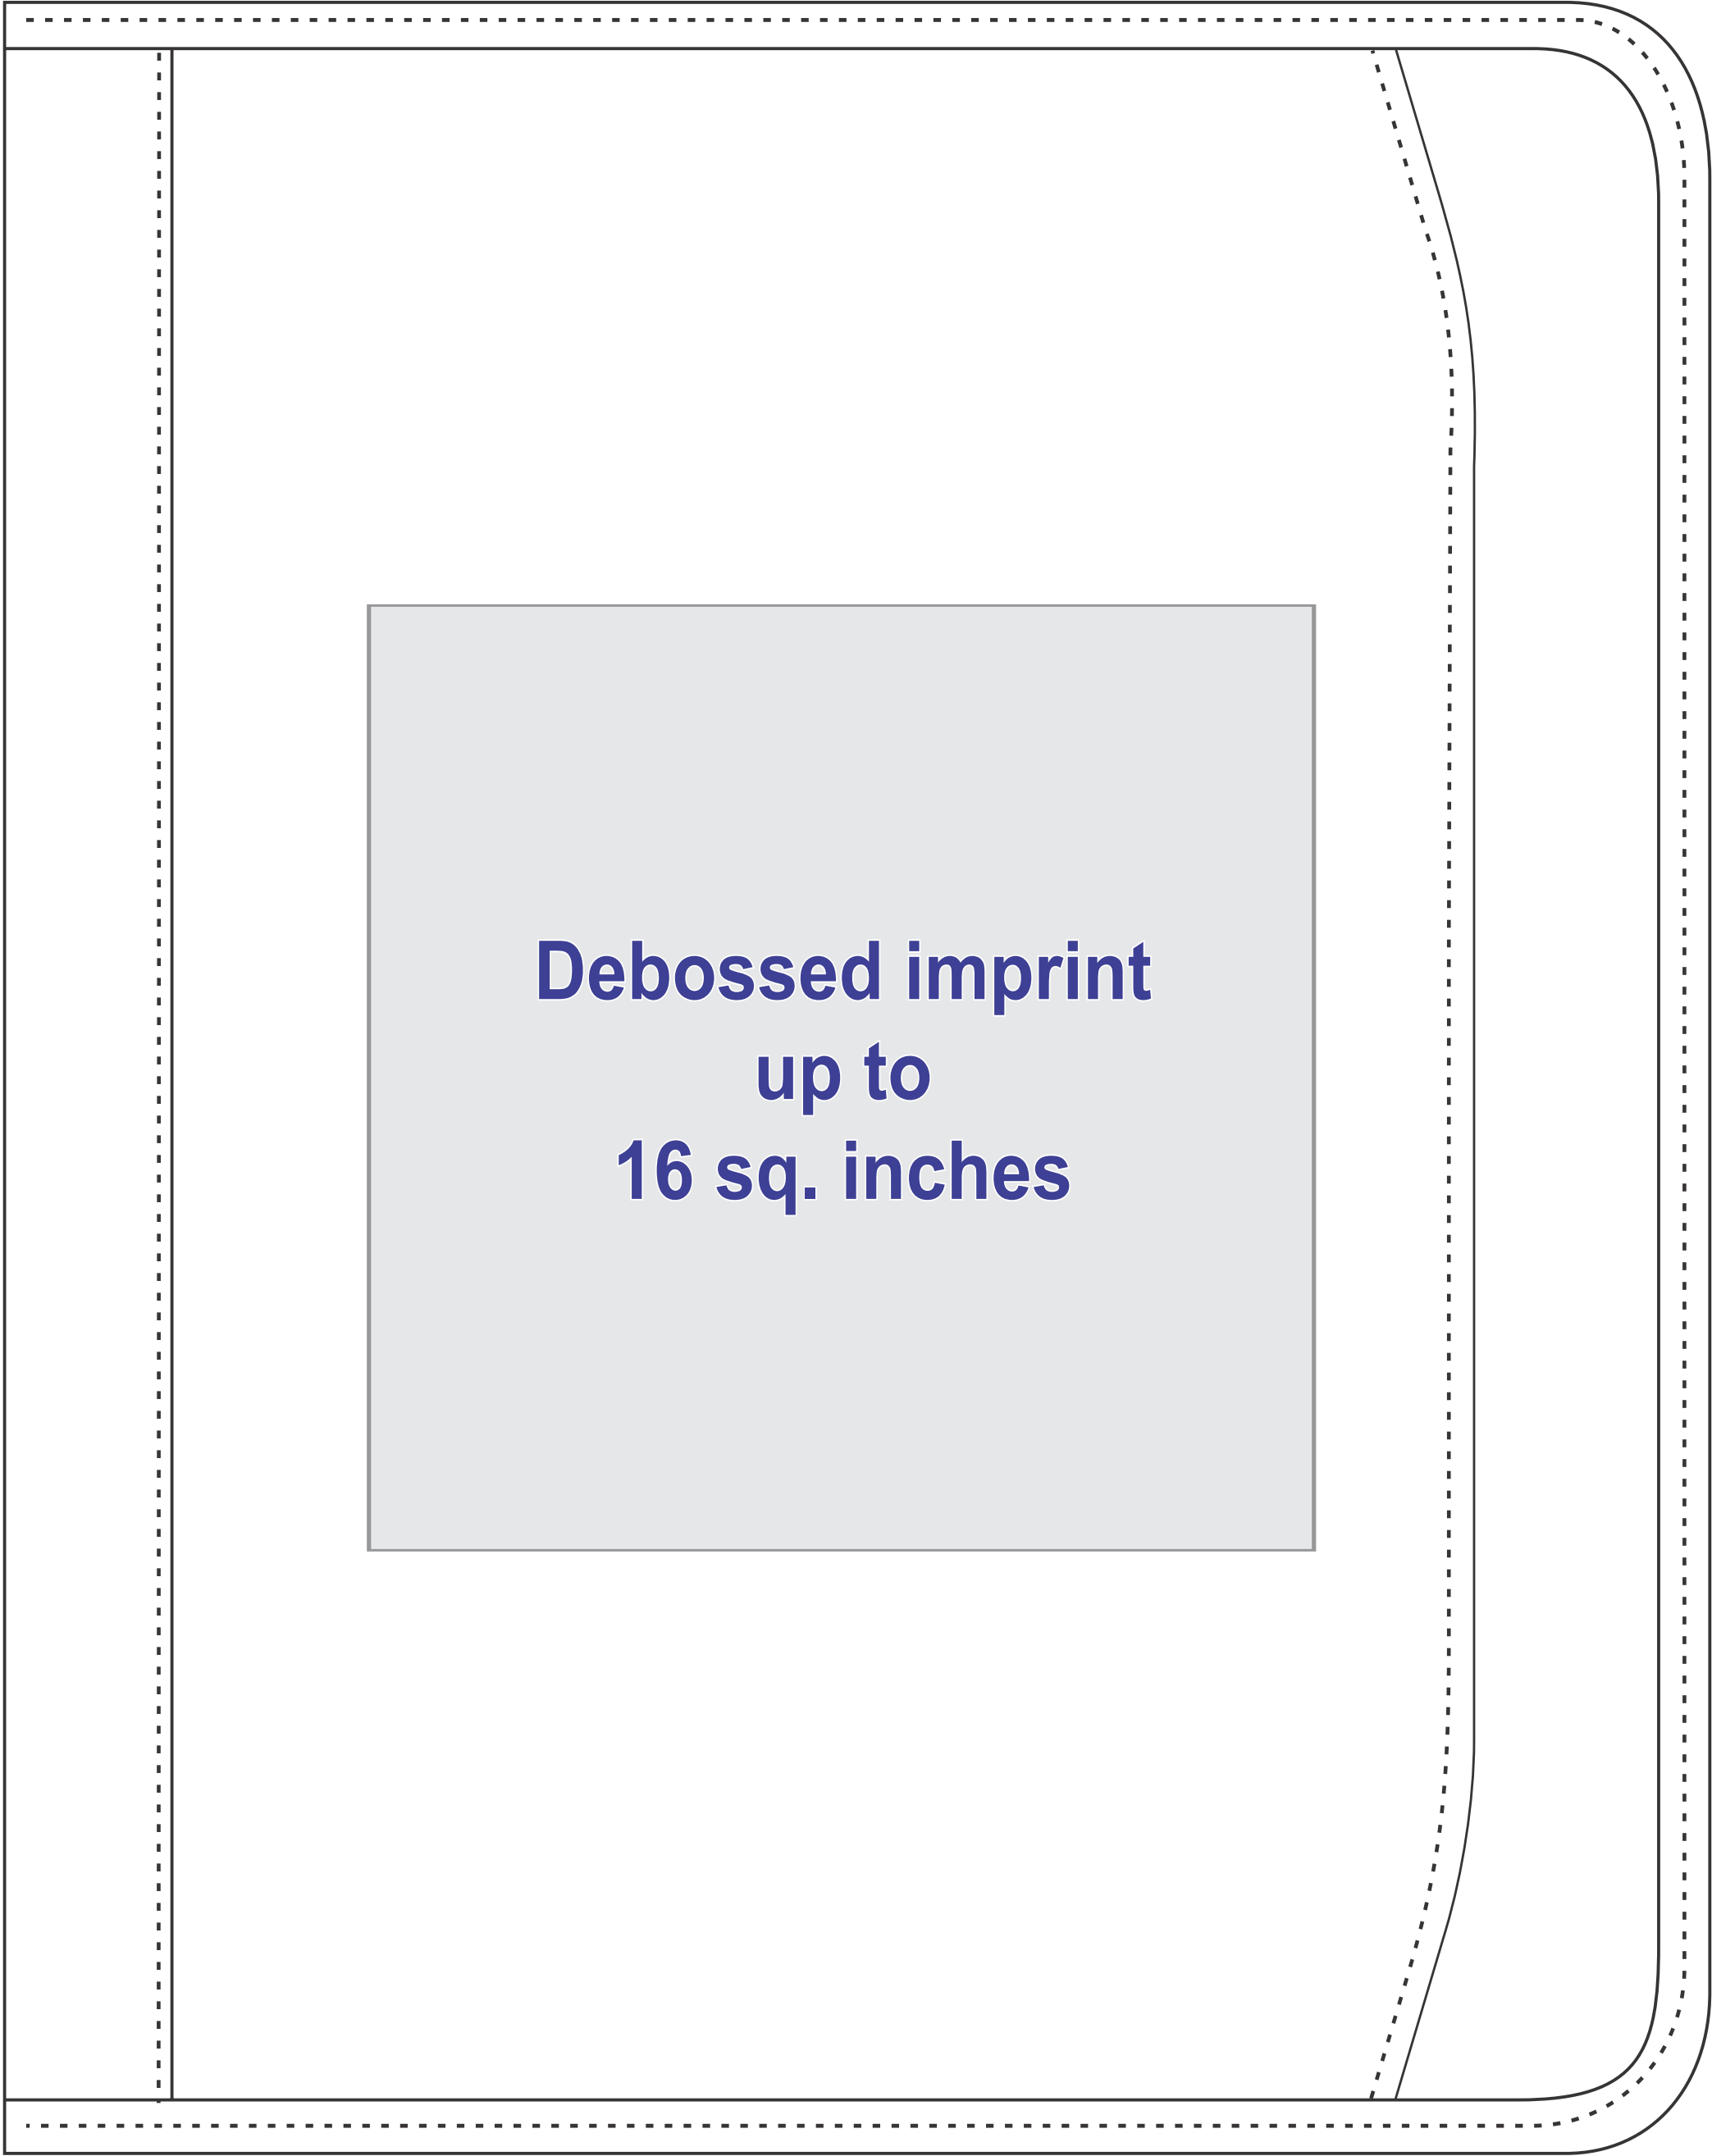 Debossed imprint
up to
16 sq. inches